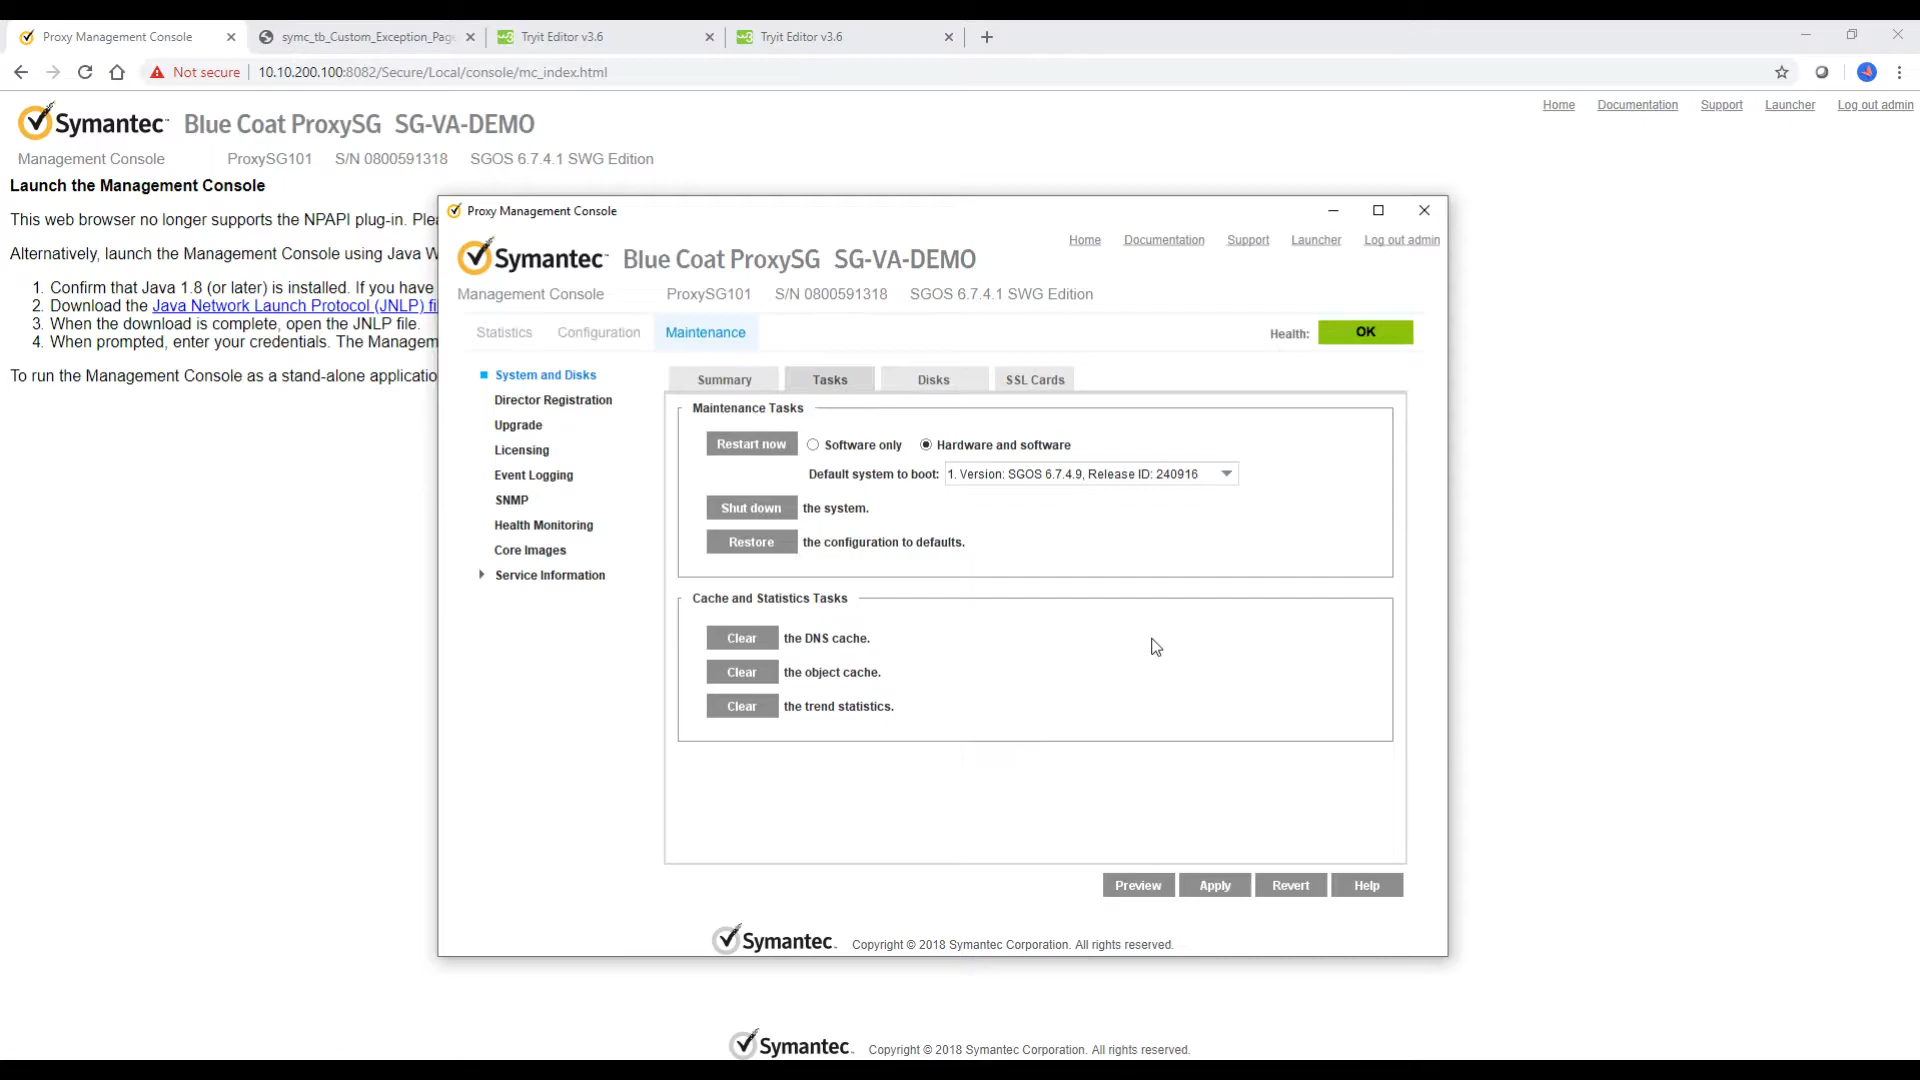 Proxy Management Console
symc_tb_Custom_Exception_Page
Tryit Editor v3.6
Tryit Editor v3.6
Not secure
10.10.200.100:8082/Secure/Local/console/mc_index.html
Symantec Blue Coat ProxySG SG-VA-DEMO
Home Documentation Support Launcher Log out admin
Management Console ProxySG101 S/N 0800591318 SGOS 6.7.4.1 SWG Edition
Launch the Management Console
This web browser no longer supports the NPAPI plug-in.
Alternatively, launch the Management Console using Java
1. Confirm that Java 1.8 (or later) is installed. If you have
2. Download the Java Network Launch Protocol (JNLP)
3. When the download is complete, open the JNLP file.
4. When prompted, enter your credentials. The
To run the Management Console as a stand-alone
Proxy Management Console
Home Documentation Support Launcher Log out admin
Symantec Blue Coat ProxySG SG-VA-DEMO
Management Console ProxySG101 S/N 0800591318 SGOS 6.7.4.1 SWG Edition
Statistics Configuration Maintenance
Health: OK
System and Disks
Director Registration
Upgrade
Licensing
Event Logging
SNMP
Health Monitoring
Core Images
Service Information
Summary Tasks Disks SSL Cards
Maintenance Tasks
Restart now Software only Hardware and software
Default system to boot: 1. Version: SGOS 6.7.4.9, Release ID: 240916
Shut down the system.
Restore the configuration to defaults.
Cache and Statistics Tasks
Clear the DNS cache.
Clear the object cache.
Clear the trend statistics.
Preview Apply Revert Help
Symantec. Copyright © 2018 Symantec Corporation. All rights reserved.
Symantec. Copyright © 2018 Symantec Corporation. All rights reserved.